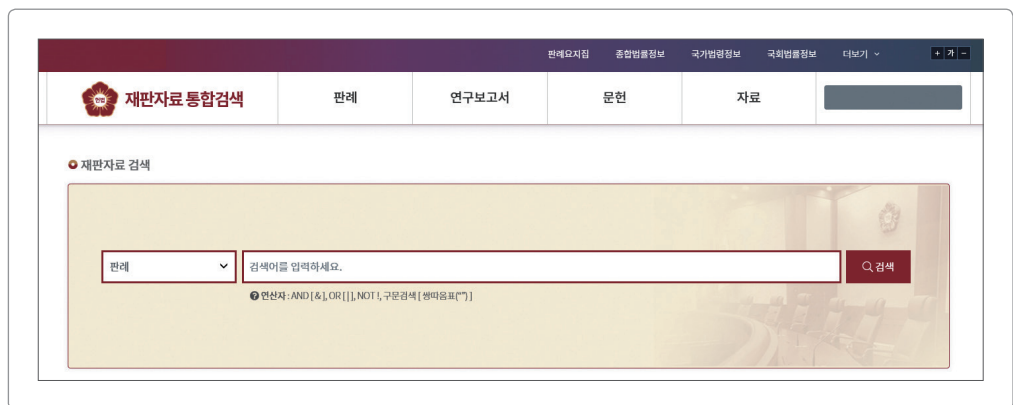 판례요지집 종합법률정보 국가법령정보 국회법률정보 더보기 + 가 -
헌법 재판자료 통합검색 판례 연구보고서 문헌 자료
재판자료 검색
판례 검색어를 입력하세요. 검색
? 연산자 : AND [ & ], OR [ | ], NOT !, 구문검색 [ 쌍따옴표("") ]